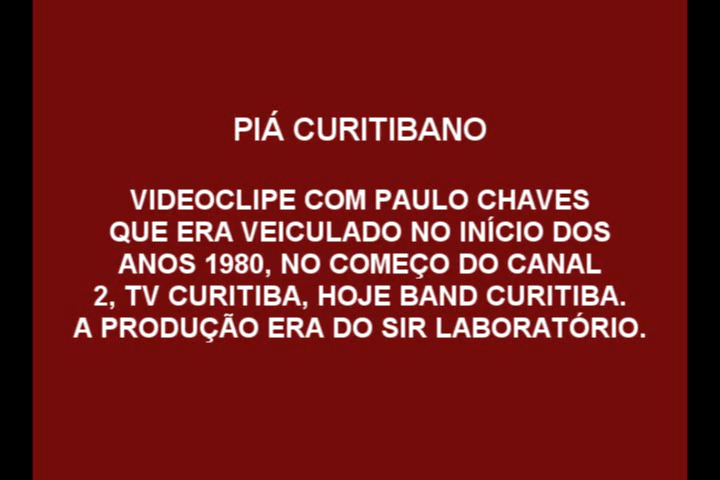 PIÁ CURITIBANO
VIDEOCLIPE COM PAULO CHAVES
QUE ERA VEICULADO NO INÍCIO DOS
ANOS 1980, NO COMEÇO DO CANAL
2, TV CURITIBA, HOJE BAND CURITIBA.
A PRODUÇÃO ERA DO SIR LABORATÓRIO.